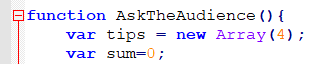 function AskTheAudience(){
var tips = new Array(4);
var sum=0;